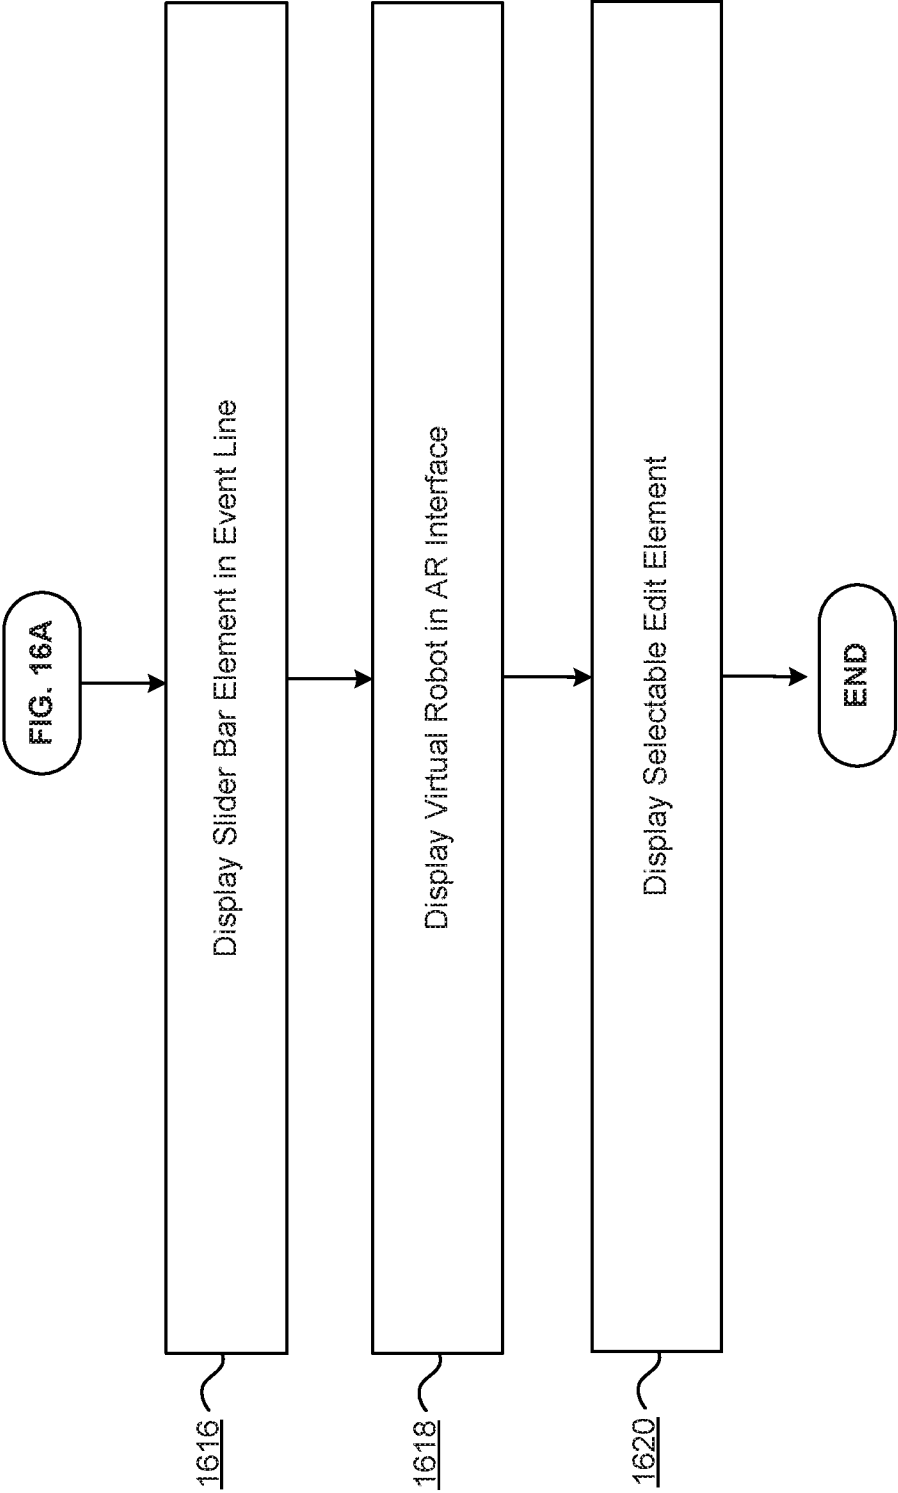 FIG. 16A
1616
Display Slider Bar Element in Event Line
1618
Display Virtual Robot in AR Interface
1620
Display Selectable Edit Element
END